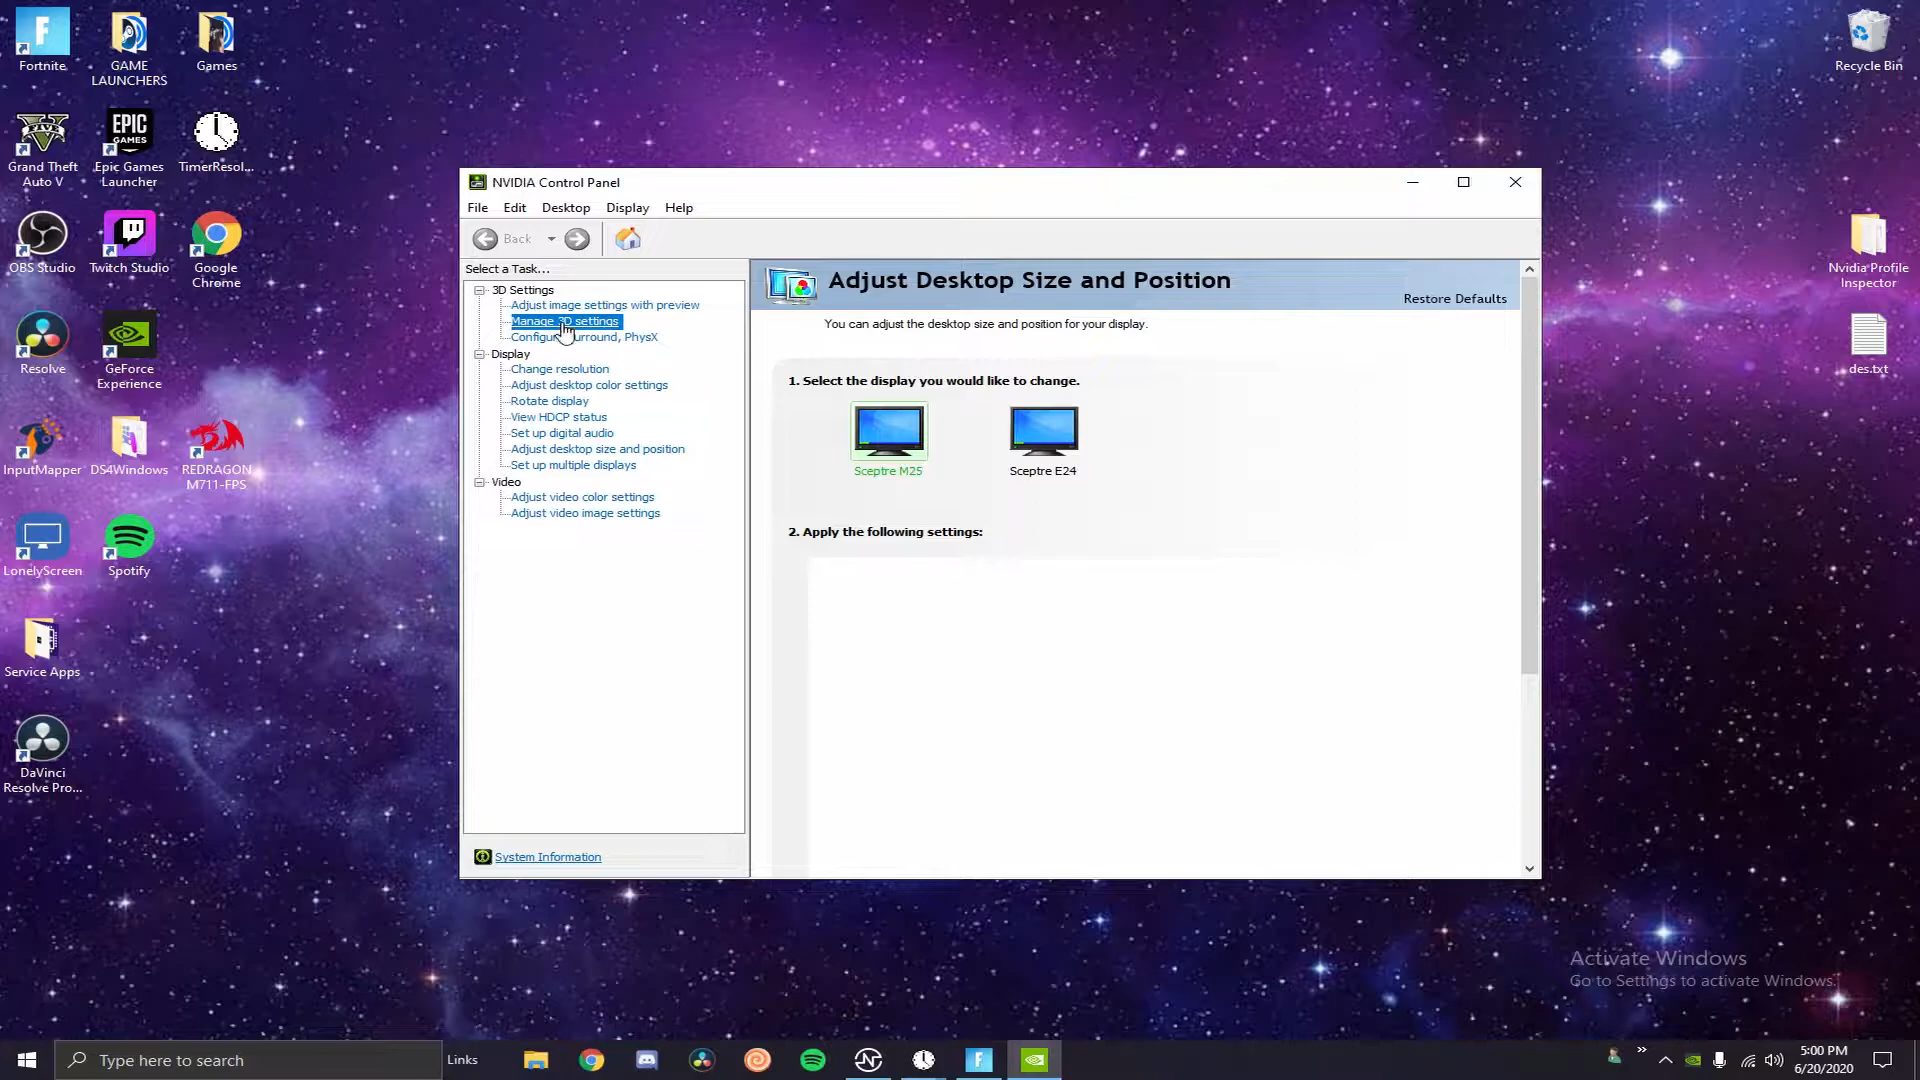 Fortnite
GAME
LAUNCHERS
Games
Recycle Bin
Grand Theft
Auto V
EPIC
GAMES
Epic Games
Launcher
TimerResol...
OBS Studio
Twitch Studio
Google
Chrome
Resolve
GeForce
Experience
InputMapper
DS4Windows
REDRAGON
M711-FPS
LonelyScreen
Spotify
Service Apps
DaVinci
Resolve Pro...
Nvidia Profile
Inspector
des.txt
NVIDIA Control Panel
File Edit Desktop Display Help
Back
Select a Task...
3D Settings
Adjust image settings with preview
Manage 3D settings
Configure Surround, PhysX
Display
Change resolution
Adjust desktop color settings
Rotate display
View HDCP status
Set up digital audio
Adjust desktop size and position
Set up multiple displays
Video
Adjust video color settings
Adjust video image settings
System Information
Adjust Desktop Size and Position
Restore Defaults
You can adjust the desktop size and position for your display.
1. Select the display you would like to change.
Sceptre M25
Sceptre E24
2. Apply the following settings:
Activate Windows
Go to Settings to activate Windows.
Type here to search
Links
5:00 PM
6/20/2020